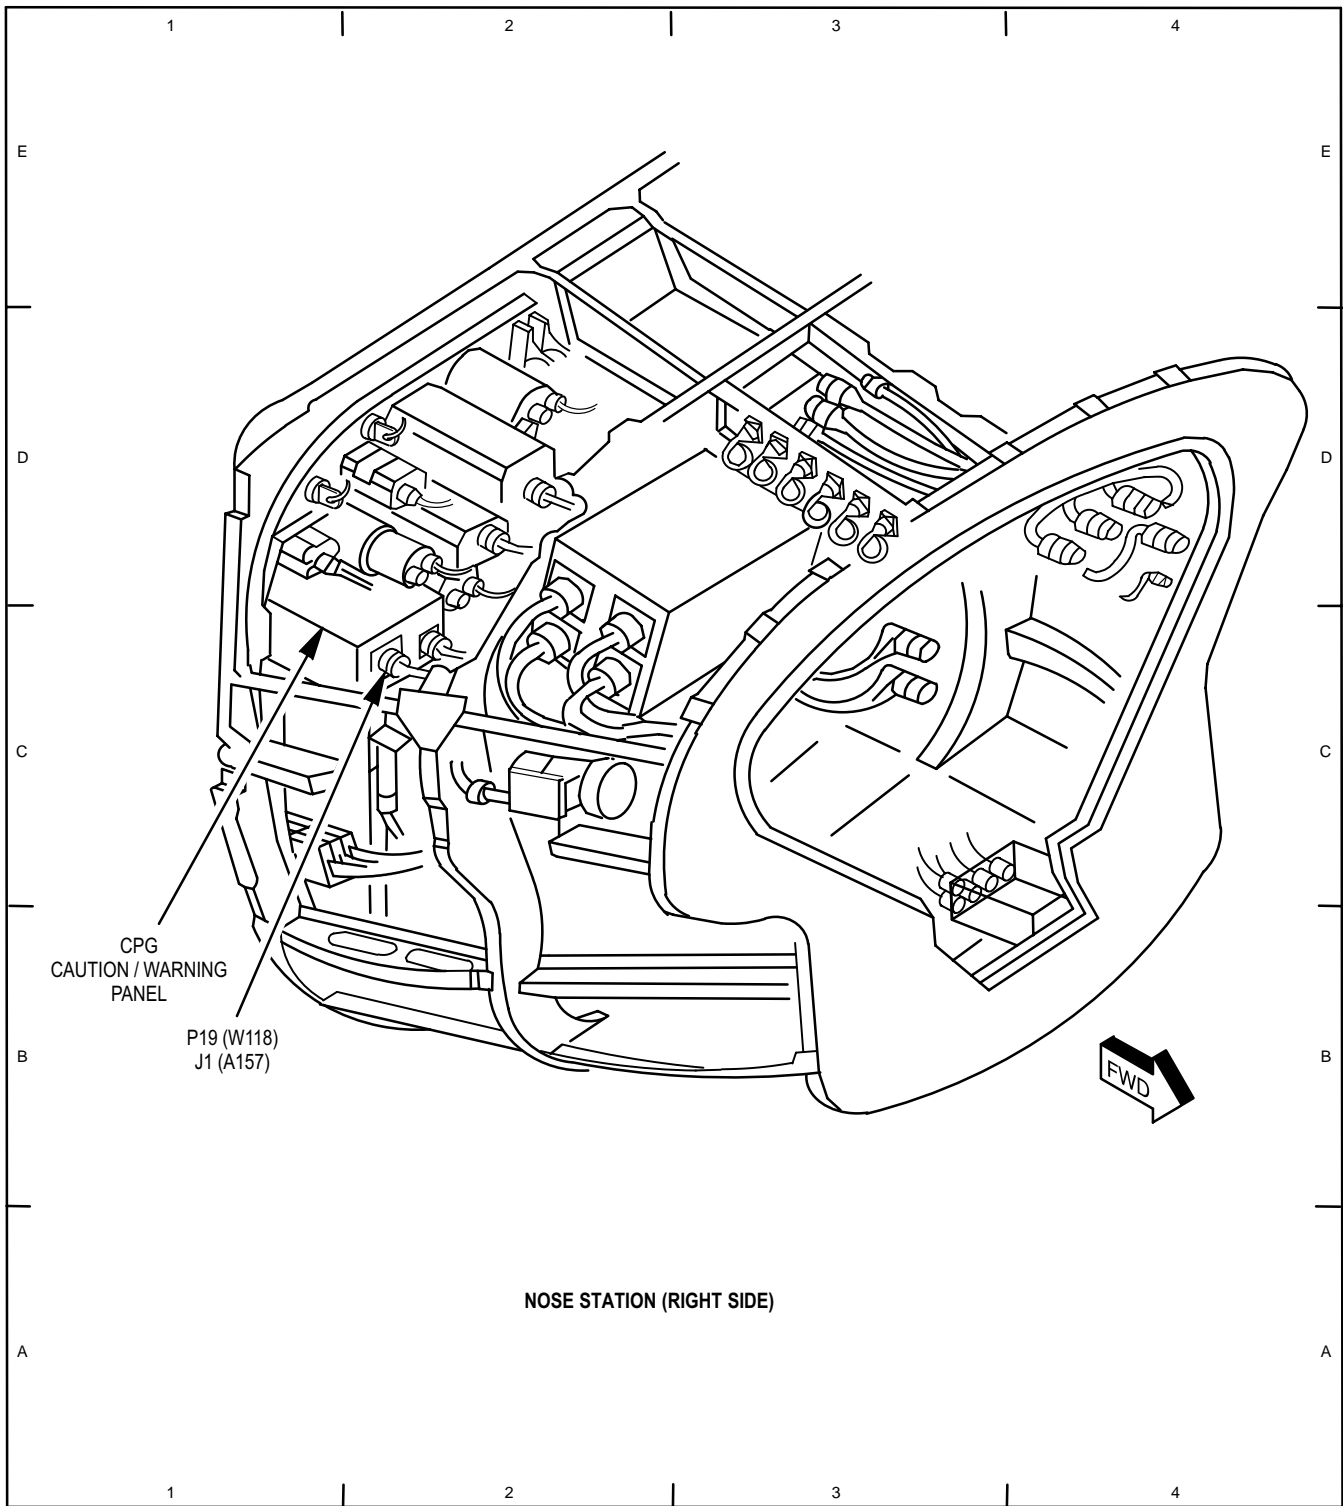 1 2 3 4
E E
D D
C C
CPG
CAUTION / WARNING
PANEL
P19 (W118)
J1 (A157)
B B
FWD
NOSE STATION (RIGHT SIDE)
A A
1 2 3 4